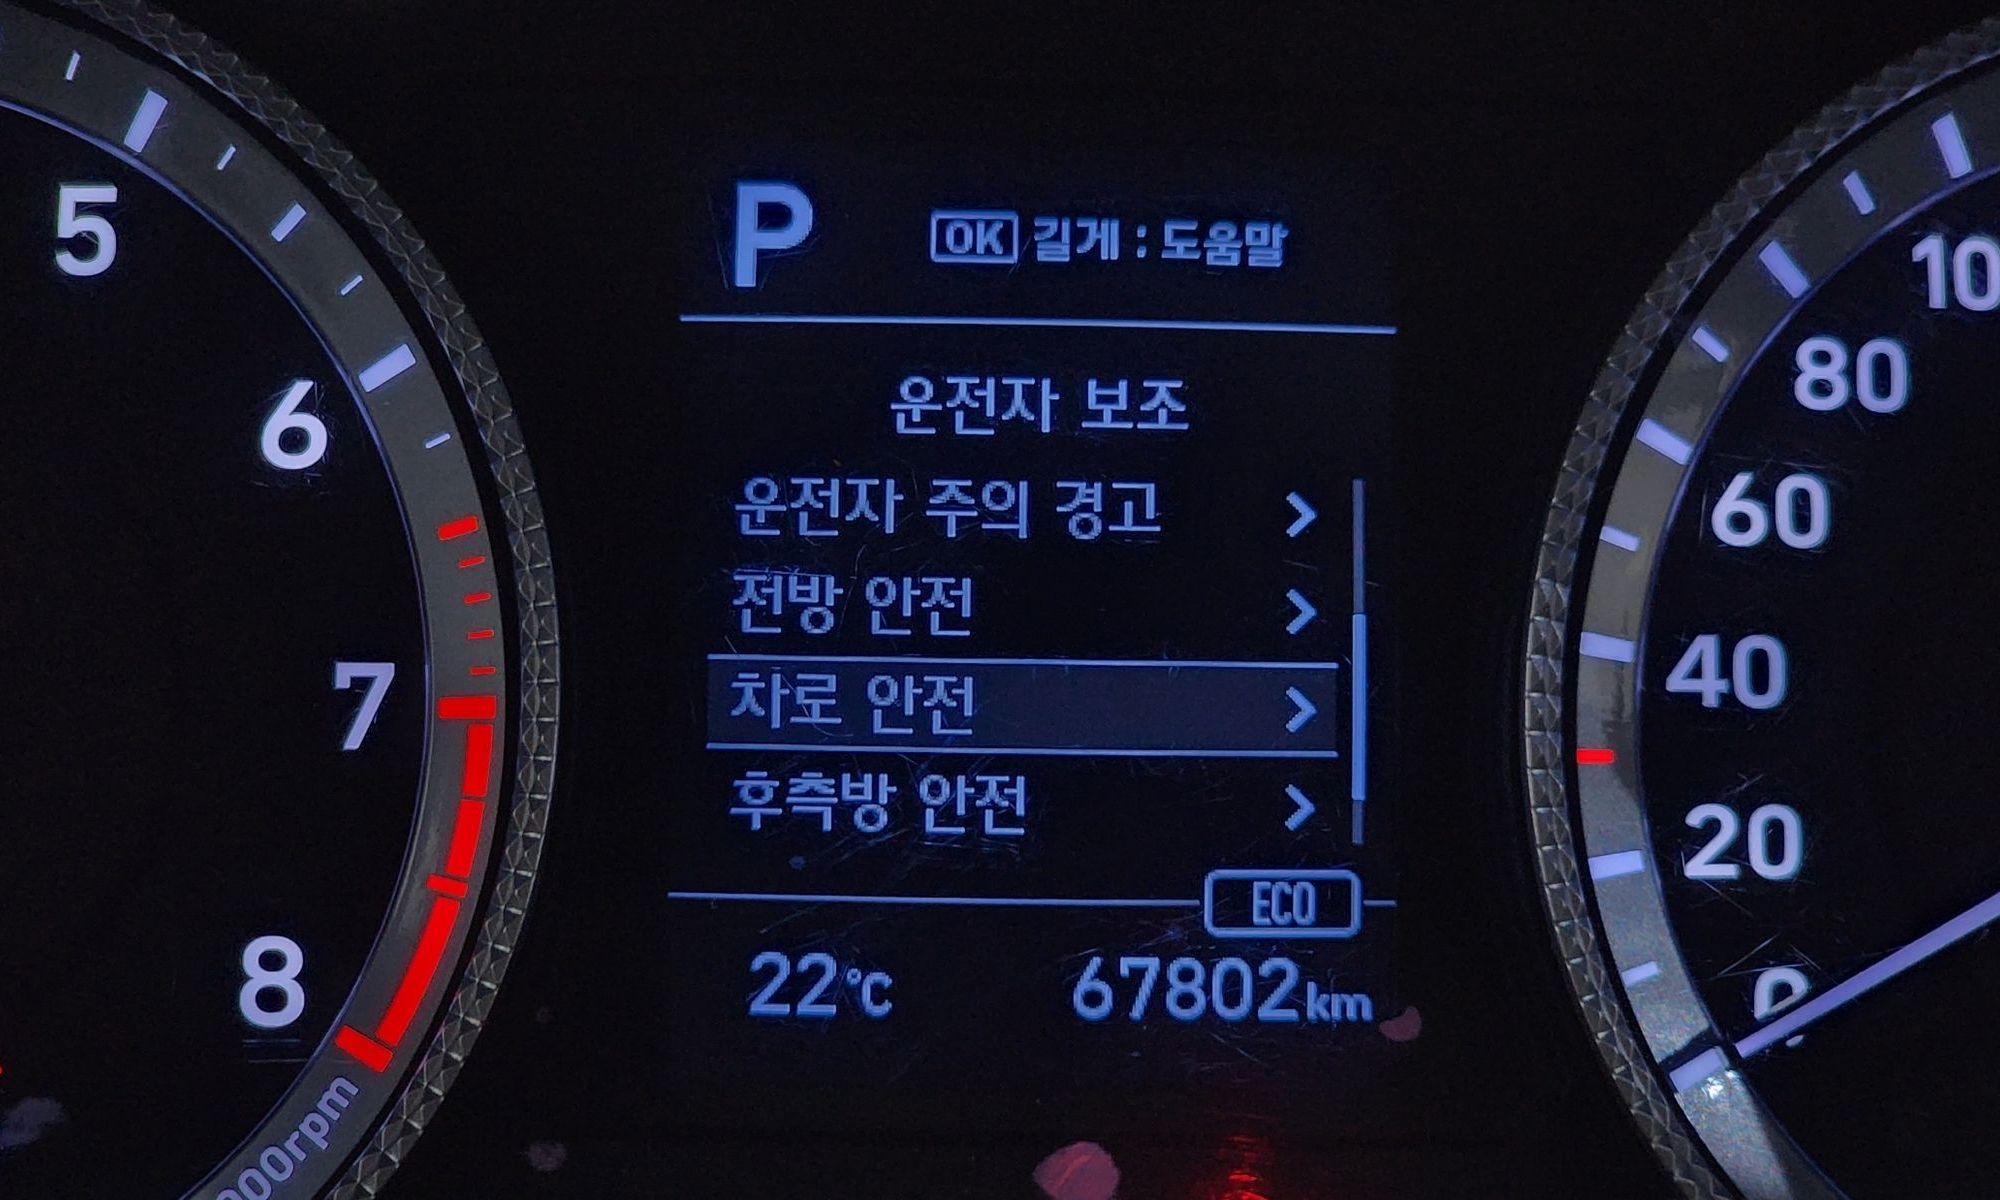 5
6
7
8
000rpm
P
OK 길게 : 도움말
운전자 보조
운전자 주의 경고
전방 안전
차로 안전
후측방 안전
ECO
22℃ 67802km
10
80
60
40
20
0